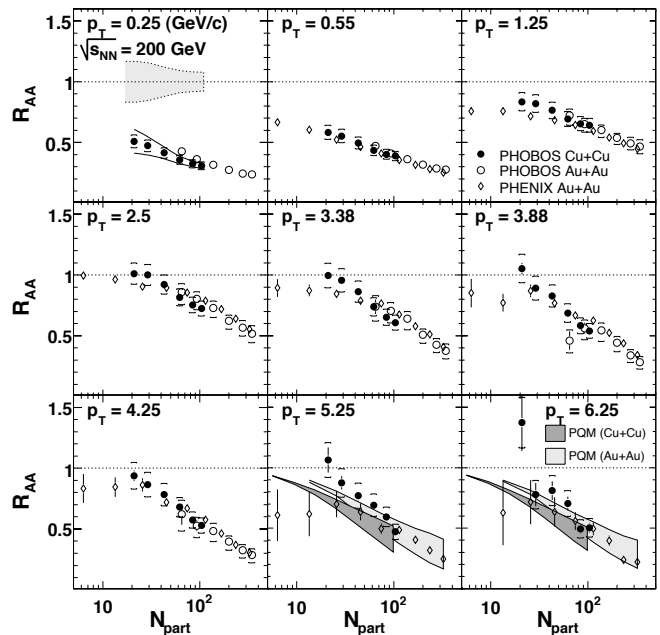 p_T = 0.25 (GeV/c)
√s_NN = 200 GeV
p_T = 0.55
p_T = 1.25
1.5
1
0.5
R_AA
PHOBOS Cu+Cu
PHOBOS Au+Au
PHENIX Au+Au
p_T = 2.5
p_T = 3.38
p_T = 3.88
1.5
1
0.5
R_AA
p_T = 4.25
p_T = 5.25
p_T = 6.25
1.5
1
0.5
0
R_AA
PQM (Cu+Cu)
PQM (Au+Au)
10 10^2
10 10^2
10 10^2
N_part
N_part
N_part